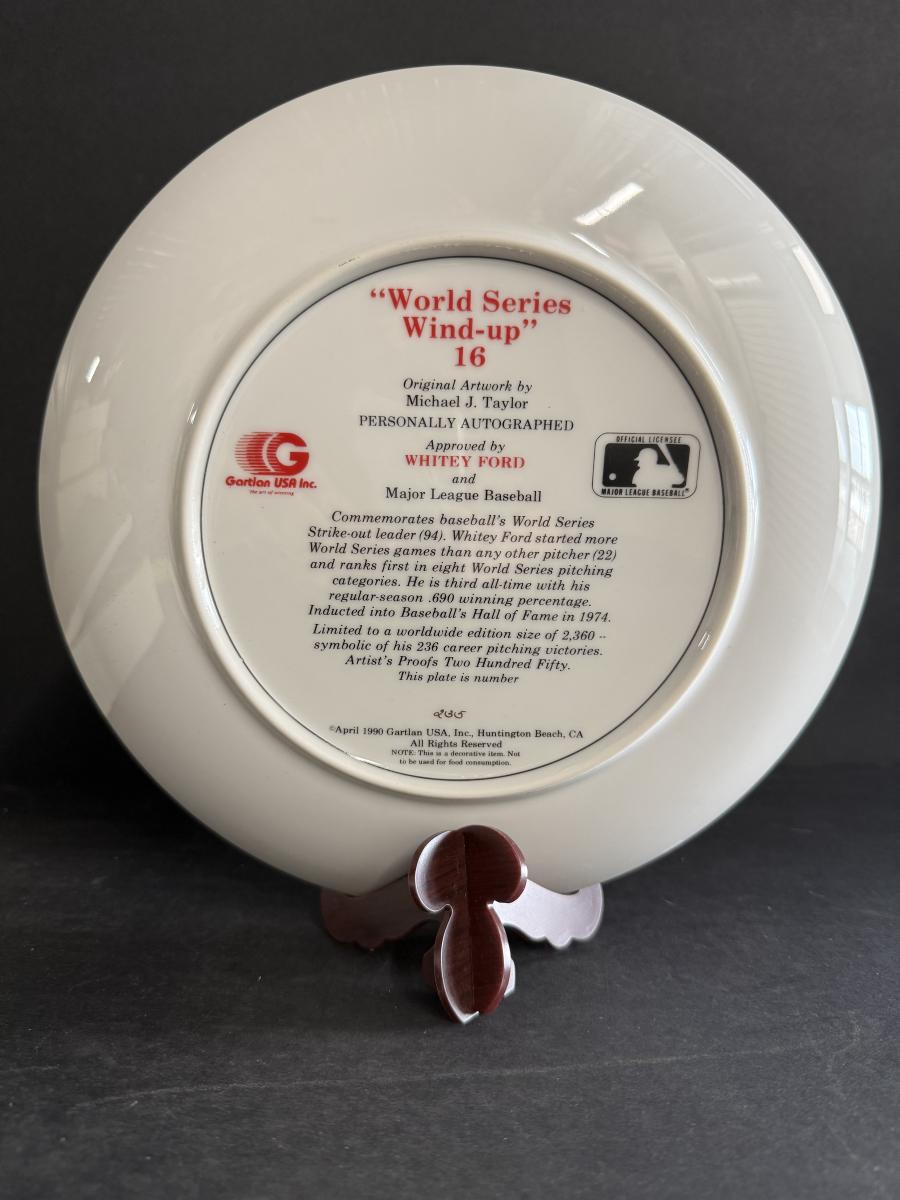 “World Series
Wind-up”
16
Original Artwork by
Michael J. Taylor
PERSONALLY AUTOGRAPHED
Approved by
WHITEY FORD
and
Major League Baseball
G
Gartlan USA Inc.
"the art of winning"
OFFICIAL LICENSEE
MAJOR LEAGUE BASEBALL®
Commemorates baseball's World Series
Strike-out leader (94). Whitey Ford started more
World Series games than any other pitcher (22)
and ranks first in eight World Series pitching
categories. He is third all-time with his
regular-season .690 winning percentage.
Inducted into Baseball's Hall of Fame in 1974.
Limited to a worldwide edition size of 2,360 --
symbolic of his 236 career pitching victories.
Artist's Proofs Two Hundred Fifty.
This plate is number
©April 1990 Gartlan USA, Inc., Huntington Beach, CA
All Rights Reserved
NOTE: This is a decorative item. Not
to be used for food consumption.